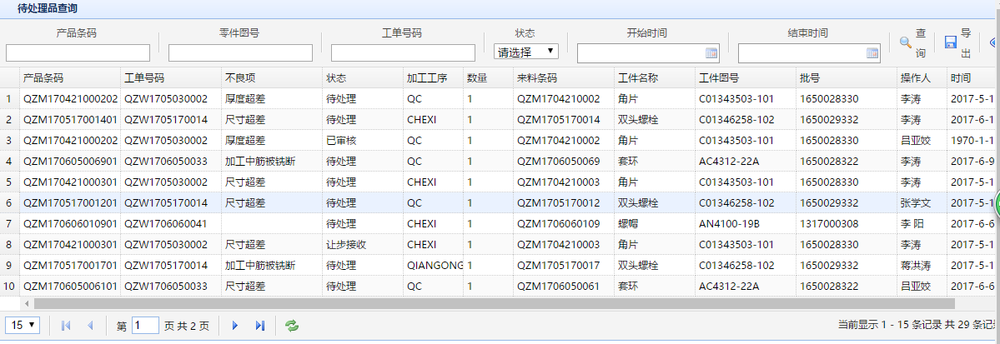 待处理品查询
产品条码 零件图号 工单号码 状态 开始时间 结束时间 查询 导出
请选择
产品条码 工单号码 不良项 状态 加工工序 数量 来料条码 工件名称 工件图号 批号 操作人 时间
1 QZM170421000202 QZW1705030002 厚度超差 待处理 QC 1 QZM1704210002 角片 C01343503-101 1650028330 李涛 2017-5-1
2 QZM170517001401 QZW1705170014 尺寸超差 待处理 CHEXI 1 QZM1705170014 双头螺栓 C01346258-102 1650029332 李涛 2017-6-1
3 QZM170421000202 QZW1705030002 厚度超差 已审核 QC 1 QZM1704210002 角片 C01343503-101 1650028330 吕亚姣 1970-1-1
4 QZM170605006901 QZW1706050033 加工中筋被铣断 待处理 QC 1 QZM1706050069 套环 AC4312-22A 1650028322 李涛 2017-6-9
5 QZM170421000301 QZW1705030002 尺寸超差 待处理 CHEXI 1 QZM1704210003 角片 C01343503-101 1650028330 李涛 2017-5-1
6 QZM170517001201 QZW1705170014 尺寸超差 待处理 QC 1 QZM1705170012 双头螺栓 C01346258-102 1650029332 张学文 2017-5-1
7 QZM170606010901 QZW1706060041 待处理 CHEXI 1 QZM1706060109 螺帽 AN4100-19B 1317000308 李 阳 2017-6-6
8 QZM170421000301 QZW1705030002 尺寸超差 让步接收 CHEXI 1 QZM1704210003 角片 C01343503-101 1650028330 李涛 2017-5-1
9 QZM170517001701 QZW1705170014 加工中筋被铣断 待处理 QIANGONG 1 QZM1705170017 双头螺栓 C01346258-102 1650029332 蒋洪涛 2017-5-1
10 QZM170605006101 QZW1706050033 尺寸超差 待处理 QC 1 QZM1706050061 套环 AC4312-22A 1650028322 吕亚姣 2017-6-6
15 第 1 页 共 2 页 当前显示 1 - 15 条记录 共 29 条记